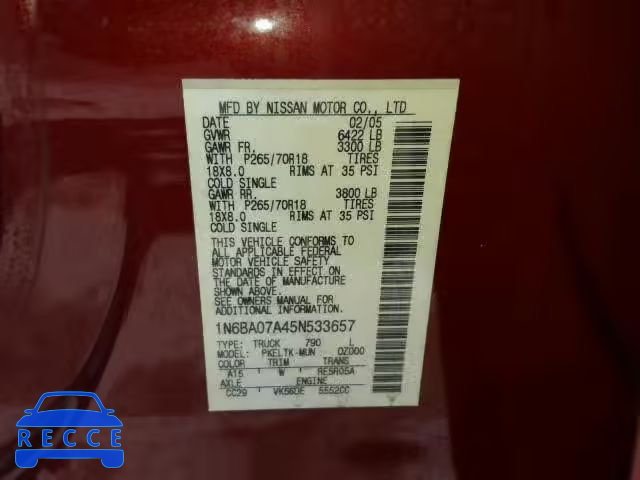 MFD BY NISSAN MOTOR CO., LTD
DATE 02/05
GVWR 6422 LB
GAWR FR. 3300 LB
WITH P265/70R18 TIRES
18X8.0 RIMS AT 35 PSI
COLD SINGLE
GAWR RR. 3800 LB
WITH P265/70R18 TIRES
18X8.0 RIMS AT 35 PSI
COLD SINGLE
THIS VEHICLE CONFORMS TO
ALL APPLICABLE FEDERAL
MOTOR VEHICLE SAFETY
STANDARDS IN EFFECT ON
THE DATE OF MANUFACTURE
SHOWN ABOVE.
SEE OWNERS MANUAL FOR
ADDITIONAL INFORMATION.
1N6BA07A45N533657
TYPE: TRUCK 790 L
MODEL: PKELTK-MUN 0Z000
COLOR TRIM TRANS
A15 W RE5R05A
AXLE ENGINE
CC29 VK56DE 5552CC
RECCE